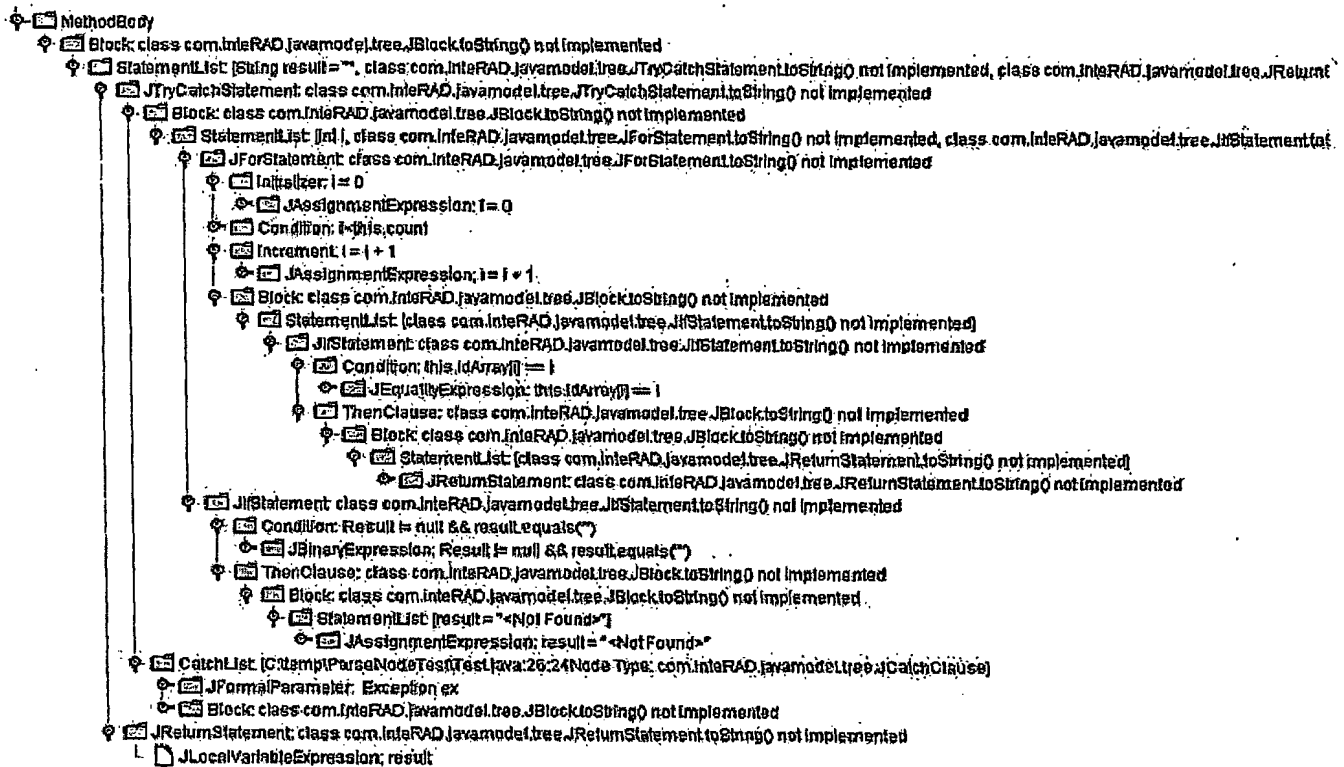 MethodBody
Block: class com.inteRAD.javamodel.tree.JBlock.toString() not implemented
StatementList: [String result = "", class com.inteRAD.javamodel.tree.JTryCatchStatement.toString() not implemented, class com.inteRAD.javamodel.tree.JReturnt
JTryCatchStatement: class com.inteRAD.javamodel.tree.JTryCatchStatement.toString() not implemented
Block: class com.inteRAD.javamodel.tree.JBlock.toString() not implemented
StatementList: [int i, class com.inteRAD.javamodel.tree.JForStatement.toString() not implemented, class com.inteRAD.javamodel.tree.JIfStatement.tot
JForStatement: class com.inteRAD.javamodel.tree.JForStatement.toString() not implemented
Initializer: i = 0
JAssignmentExpression: i = 0
Condition: i<this.count
Increment: i = i + 1
JAssignmentExpression: i = i + 1
Block: class com.inteRAD.javamodel.tree.JBlock.toString() not implemented
StatementList: [class com.inteRAD.javamodel.tree.JIfStatement.toString() not implemented]
JIfStatement: class com.inteRAD.javamodel.tree.JIfStatement.toString() not implemented
Condition: this.idArray[i] == i
JEqualityExpression: this.idArray[i] == i
ThenClause: class com.inteRAD.javamodel.tree.JBlock.toString() not implemented
Block: class com.inteRAD.javamodel.tree.JBlock.toString() not implemented
StatementList: [class com.inteRAD.javamodel.tree.JReturnStatement.toString() not implemented]
JReturnStatement: class com.inteRAD.javamodel.tree.JReturnStatement.toString() not implemented
JIfStatement: class com.inteRAD.javamodel.tree.JIfStatement.toString() not implemented
Condition: Result != null && result.equals("")
JBinaryExpression: Result != null && result.equals("")
ThenClause: class com.inteRAD.javamodel.tree.JBlock.toString() not implemented
Block: class com.inteRAD.javamodel.tree.JBlock.toString() not implemented
StatementList: [result = "<Not Found>"]
JAssignmentExpression: result = "<Not Found>"
CatchList: [C:\temp\ParseNodeTest\Test.java:26:24Node Type: com.inteRAD.javamodel.tree.JCatchClause]
JFormalParameter: Exception ex
Block: class com.inteRAD.javamodel.tree.JBlock.toString() not implemented
JReturnStatement: class com.inteRAD.javamodel.tree.JReturnStatement.toString() not implemented
JLocalVariableExpression: result